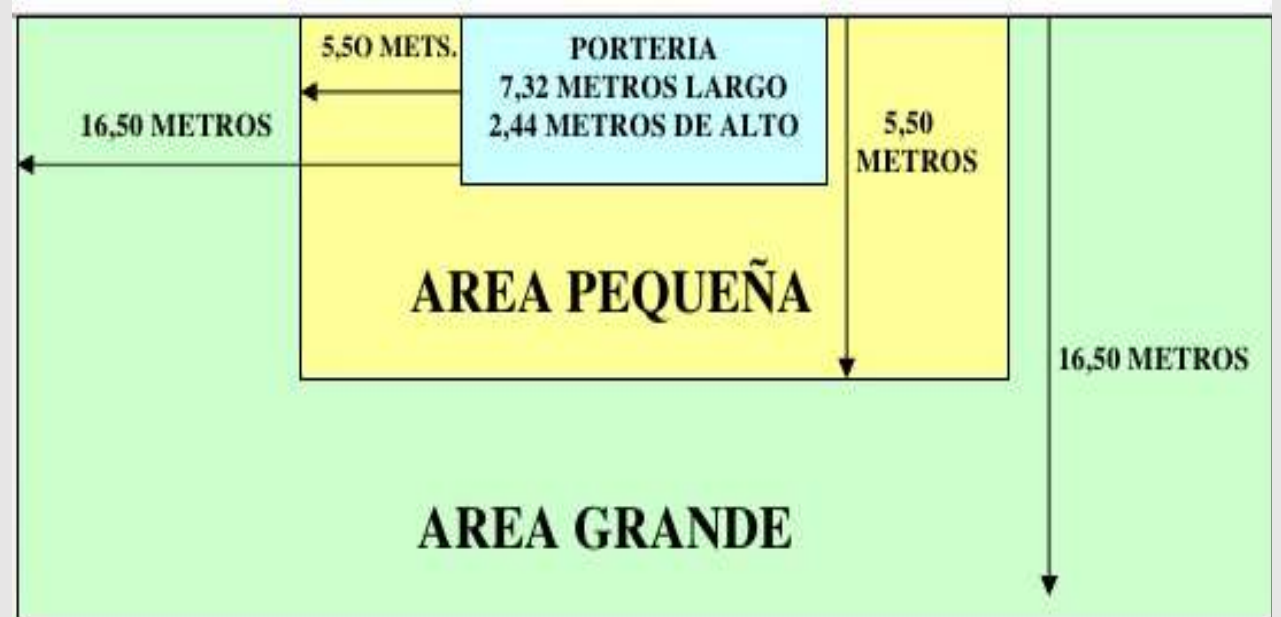 5,50 METS.
PORTERIA
7,32 METROS LARGO
2,44 METROS DE ALTO
16,50 METROS
5,50
METROS
AREA PEQUEÑA
16,50 METROS
AREA GRANDE